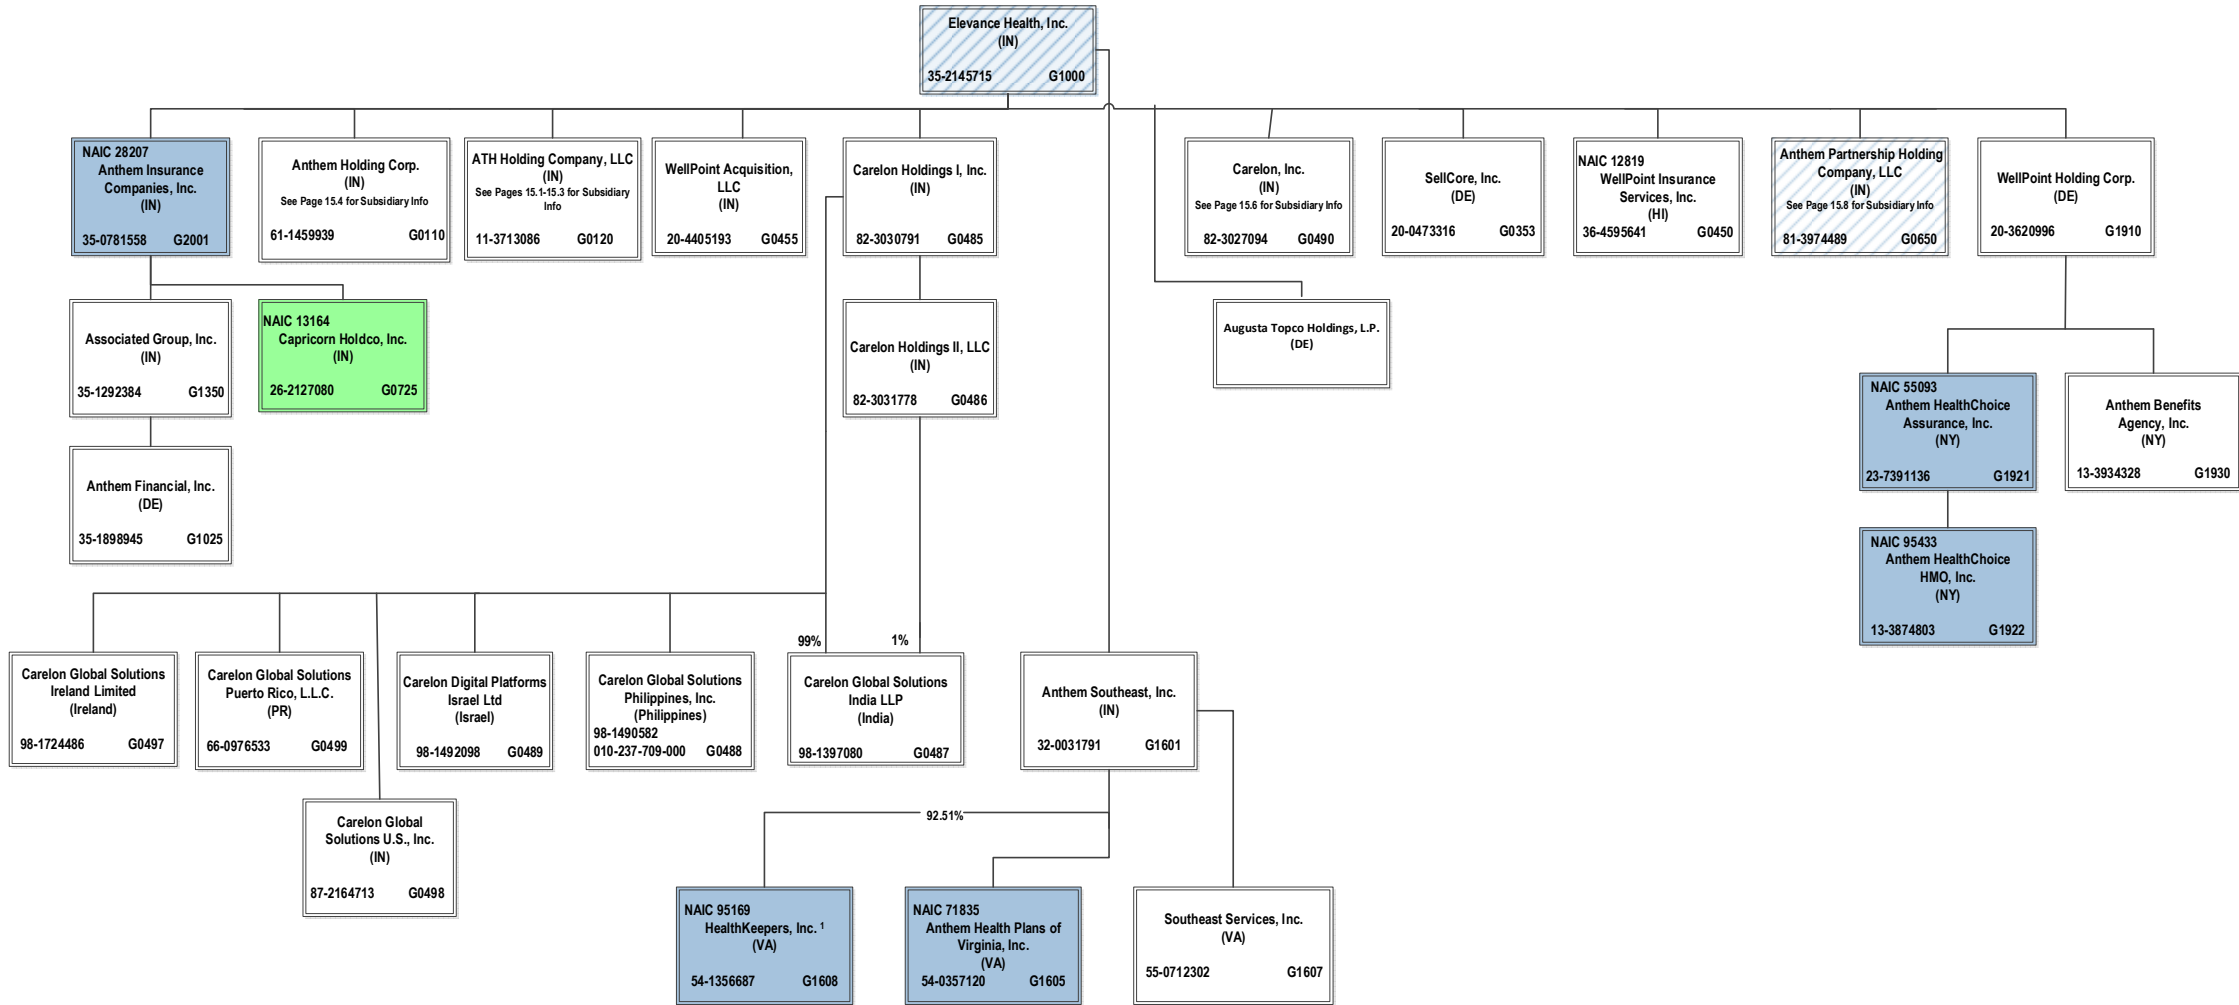 Elevance Health, Inc.
(IN)
35-2145715 G1000
NAIC 28207
Anthem Insurance
Companies, Inc.
(IN)
35-0781558 G2001
Anthem Holding Corp.
(IN)
See Page 15.4 for Subsidiary Info
61-1459939 G0110
ATH Holding Company, LLC
(IN)
See Pages 15.1-15.3 for Subsidiary
Info
11-3713086 G0120
WellPoint Acquisition,
LLC
(IN)
20-4405193 G0455
Carelon Holdings I, Inc.
(IN)
82-3030791 G0485
Carelon, Inc.
(IN)
See Page 15.6 for Subsidiary Info
82-3027094 G0490
SellCore, Inc.
(DE)
20-0473316 G0353
NAIC 12819
WellPoint Insurance
Services, Inc.
(HI)
36-4595641 G0450
Anthem Partnership Holding
Company, LLC
(IN)
See Page 15.8 for Subsidiary Info
81-3974489 G0650
WellPoint Holding Corp.
(DE)
20-3620996 G1910
Associated Group, Inc.
(IN)
35-1292384 G1350
NAIC 13164
Capricorn Holdco, Inc.
(IN)
26-2127080 G0725
Carelon Holdings II, LLC
(IN)
82-3031778 G0486
Augusta Topco Holdings, L.P.
(DE)
NAIC 55093
Anthem HealthChoice
Assurance, Inc.
(NY)
23-7391136 G1921
Anthem Benefits
Agency, Inc.
(NY)
13-3934328 G1930
Anthem Financial, Inc.
(DE)
35-1898945 G1025
NAIC 95433
Anthem HealthChoice
HMO, Inc.
(NY)
13-3874803 G1922
99% 1%
Carelon Global Solutions
Ireland Limited
(Ireland)
98-1724486 G0497
Carelon Global Solutions
Puerto Rico, L.L.C.
(PR)
66-0976533 G0499
Carelon Digital Platforms
Israel Ltd
(Israel)
98-1492098 G0489
Carelon Global Solutions
Philippines, Inc.
(Philippines)
98-1490582
010-237-709-000 G0488
Carelon Global Solutions
India LLP
(India)
98-1397080 G0487
Anthem Southeast, Inc.
(IN)
32-0031791 G1601
Carelon Global
Solutions U.S., Inc.
(IN)
87-2164713 G0498
92.51%
NAIC 95169
HealthKeepers, Inc. ¹
(VA)
54-1356687 G1608
NAIC 71835
Anthem Health Plans of
Virginia, Inc.
(VA)
54-0357120 G1605
Southeast Services, Inc.
(VA)
55-0712302 G1607